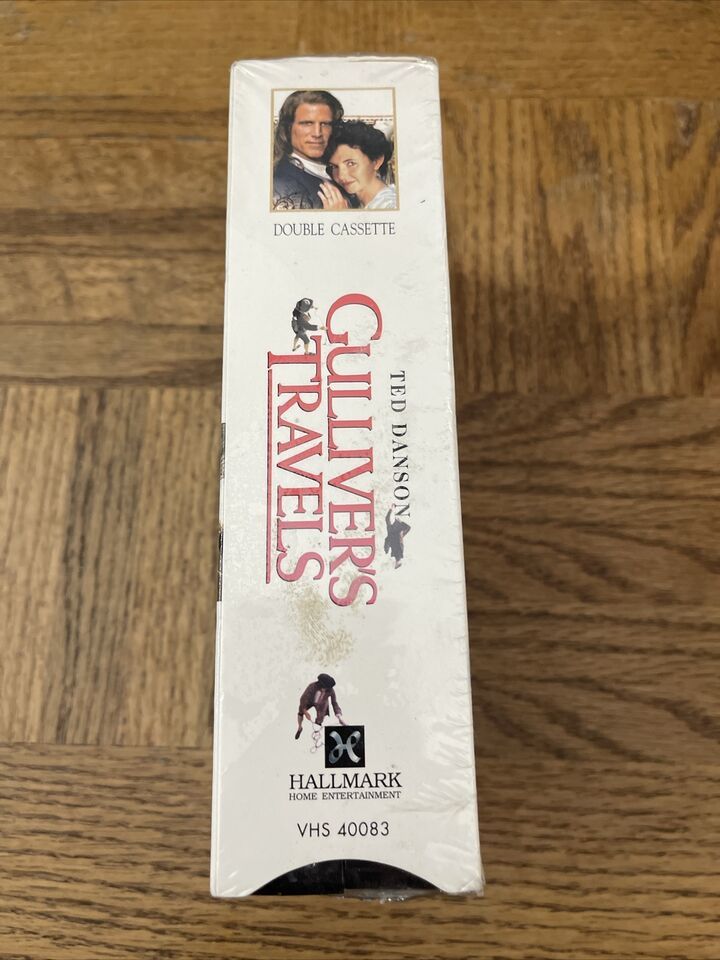 DOUBLE CASSETTE
TED DANSON
GULLIVER'S
TRAVELS
HALLMARK
HOME ENTERTAINMENT
VHS 40083